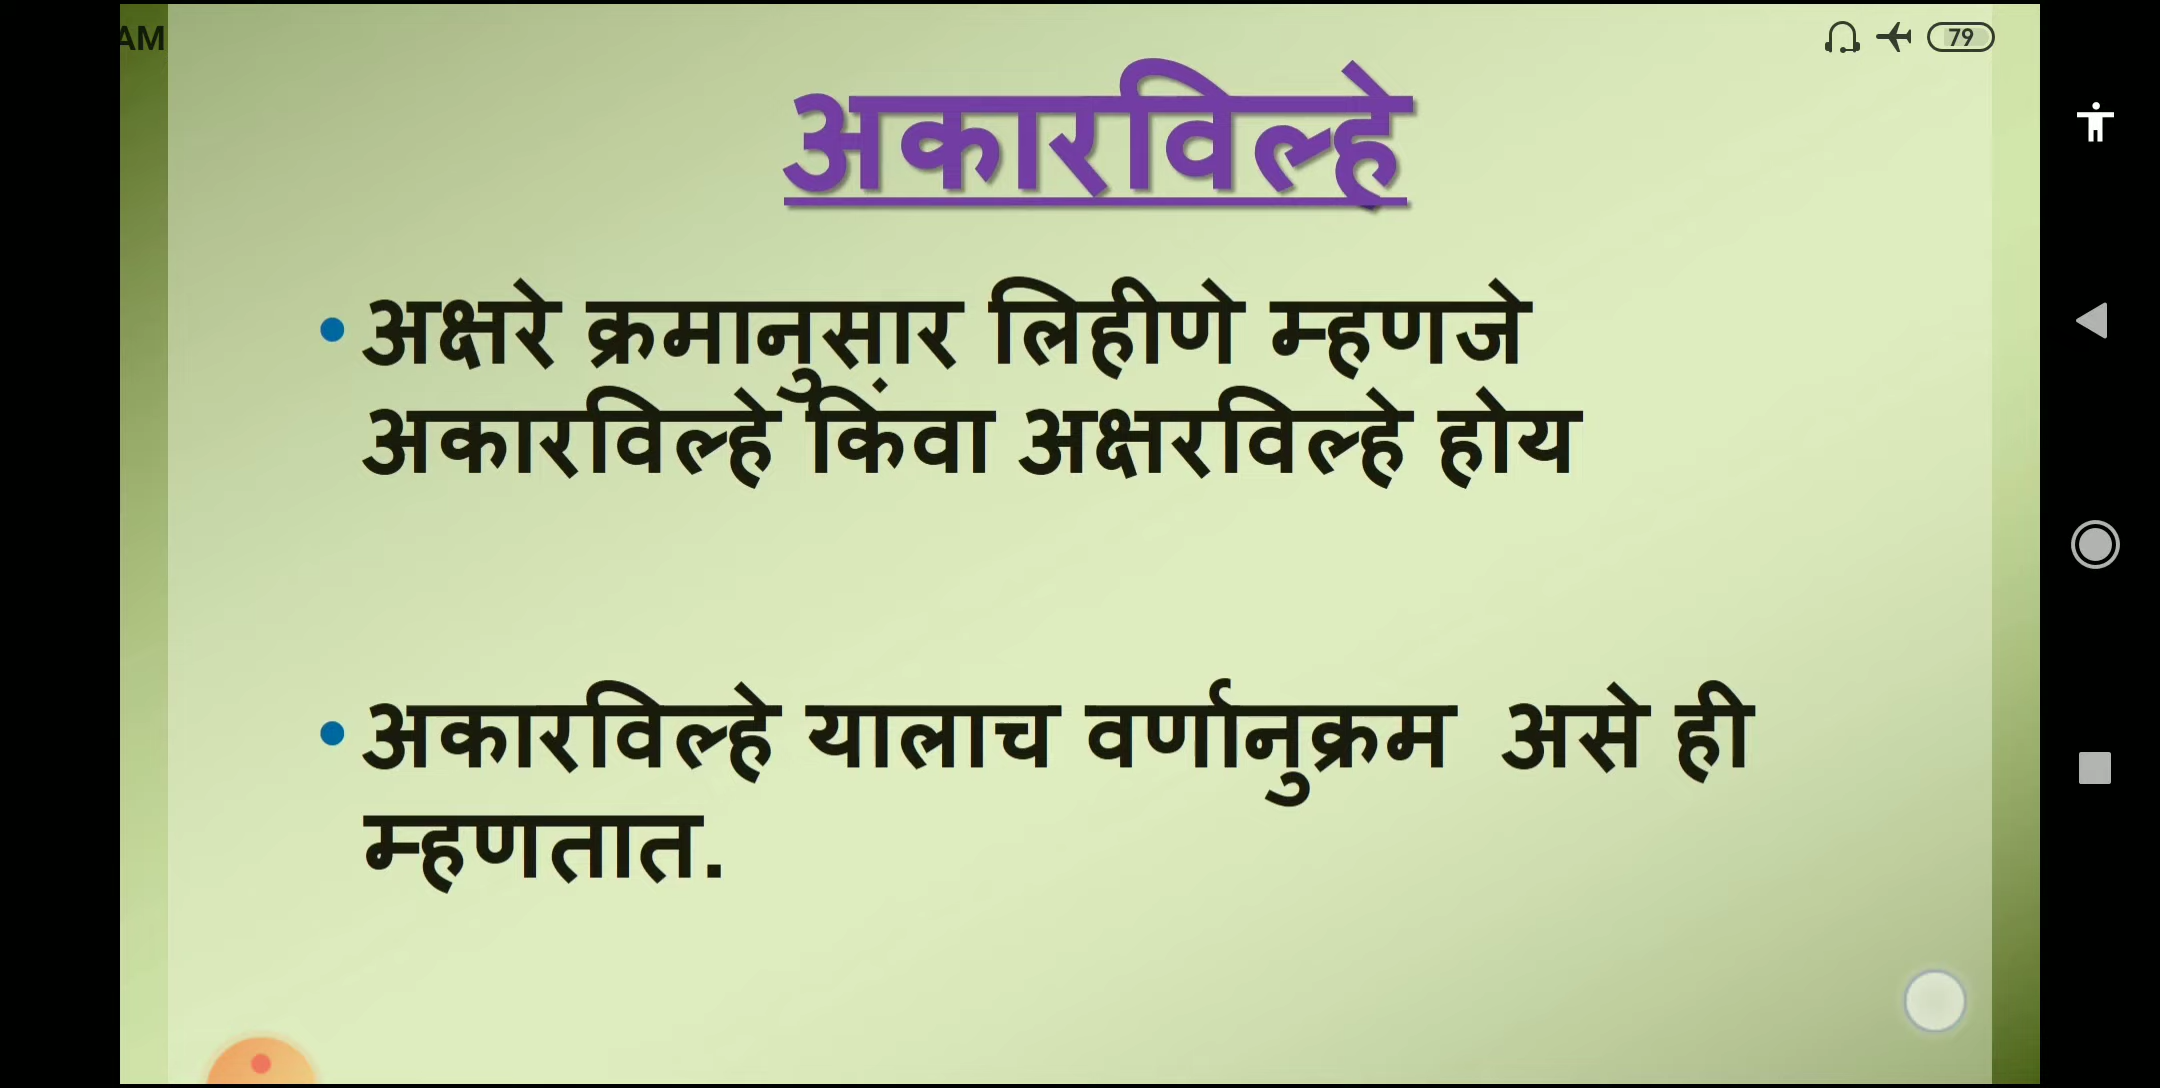 AM
79
अकारविल्हे
• अक्षरे क्रमानुसार लिहीणे म्हणजे
अकारविल्हे किंवा अक्षरविल्हे होय
• अकारविल्हे यालाच वर्णानुक्रम असे ही
म्हणतात.